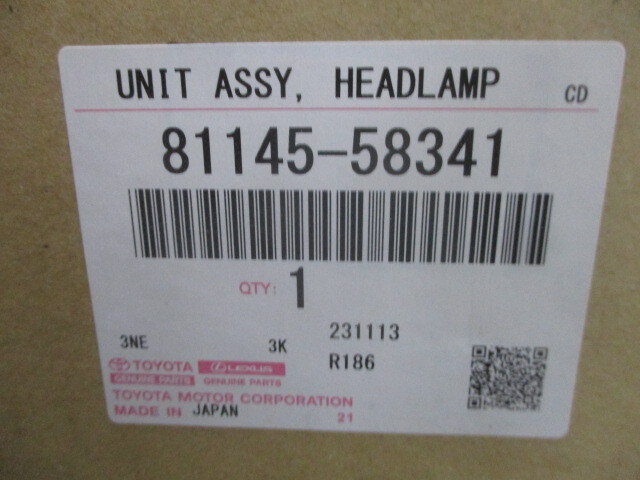 UNIT ASSY, HEADLAMP
CD
81145-58341
QTY: 1
231113
3NE 3K
R186
TOYOTA LEXUS
GENUINE PARTS GENUINE PARTS
TOYOTA MOTOR CORPORATION
MADE IN JAPAN 21